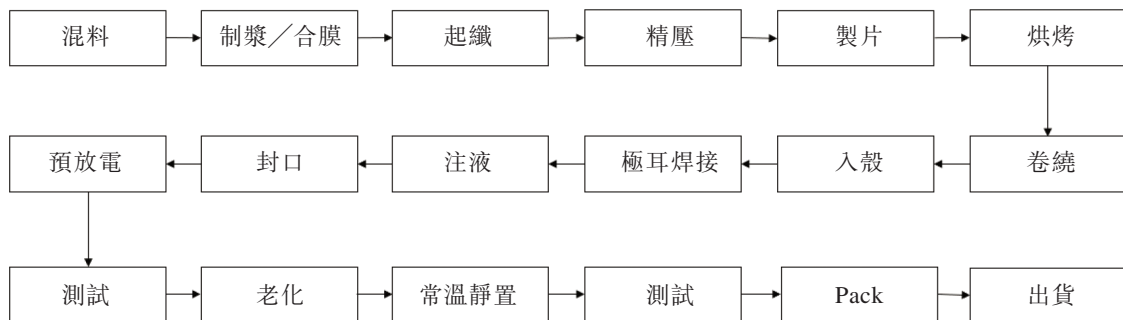 混料 制漿／合膜 起纖 精壓 製片 烘烤
預放電 封口 注液 極耳焊接 入殼 卷繞
測試 老化 常溫靜置 測試 Pack 出貨